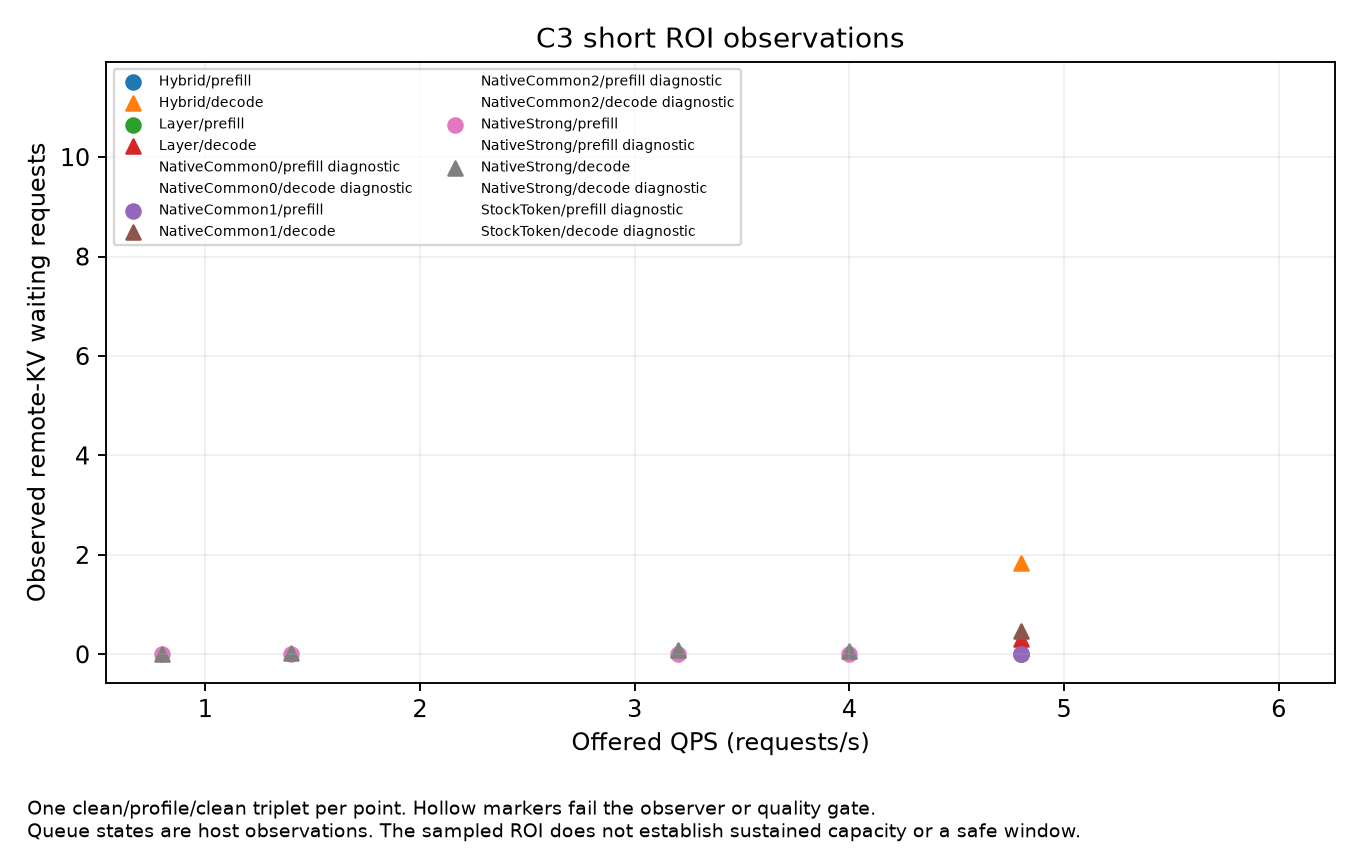 C3 short ROI observations
Observed remote-KV waiting requests
10
8
6
4
2
0
Hybrid/prefill
Hybrid/decode
Layer/prefill
Layer/decode
NativeCommon0/prefill diagnostic
NativeCommon0/decode diagnostic
NativeCommon1/prefill
NativeCommon1/decode
NativeCommon2/prefill diagnostic
NativeCommon2/decode diagnostic
NativeStrong/prefill
NativeStrong/prefill diagnostic
NativeStrong/decode
NativeStrong/decode diagnostic
StockToken/prefill diagnostic
StockToken/decode diagnostic
1 2 3 4 5 6
Offered QPS (requests/s)
One clean/profile/clean triplet per point. Hollow markers fail the observer or quality gate.
Queue states are host observations. The sampled ROI does not establish sustained capacity or a safe window.